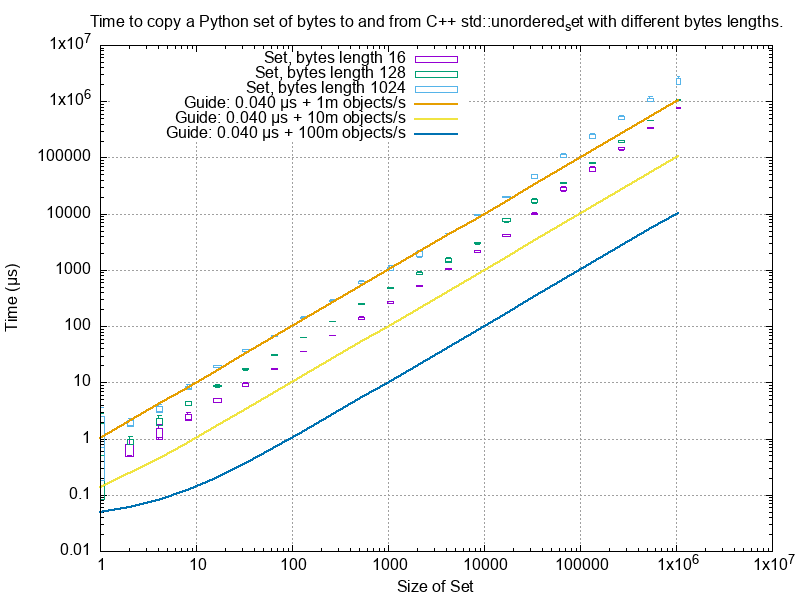 Time to copy a Python set of bytes to and from C++ std::unordered_set with different bytes lengths.
Set, bytes length 16
Set, bytes length 128
Set, bytes length 1024
Guide: 0.040 µs + 1m objects/s
Guide: 0.040 µs + 10m objects/s
Guide: 0.040 µs + 100m objects/s
1x10^7
1x10^6
100000
10000
1000
100
10
1
0.1
0.01
Time (µs)
1 10 100 1000 10000 100000 1x10^6 1x10^7
Size of Set